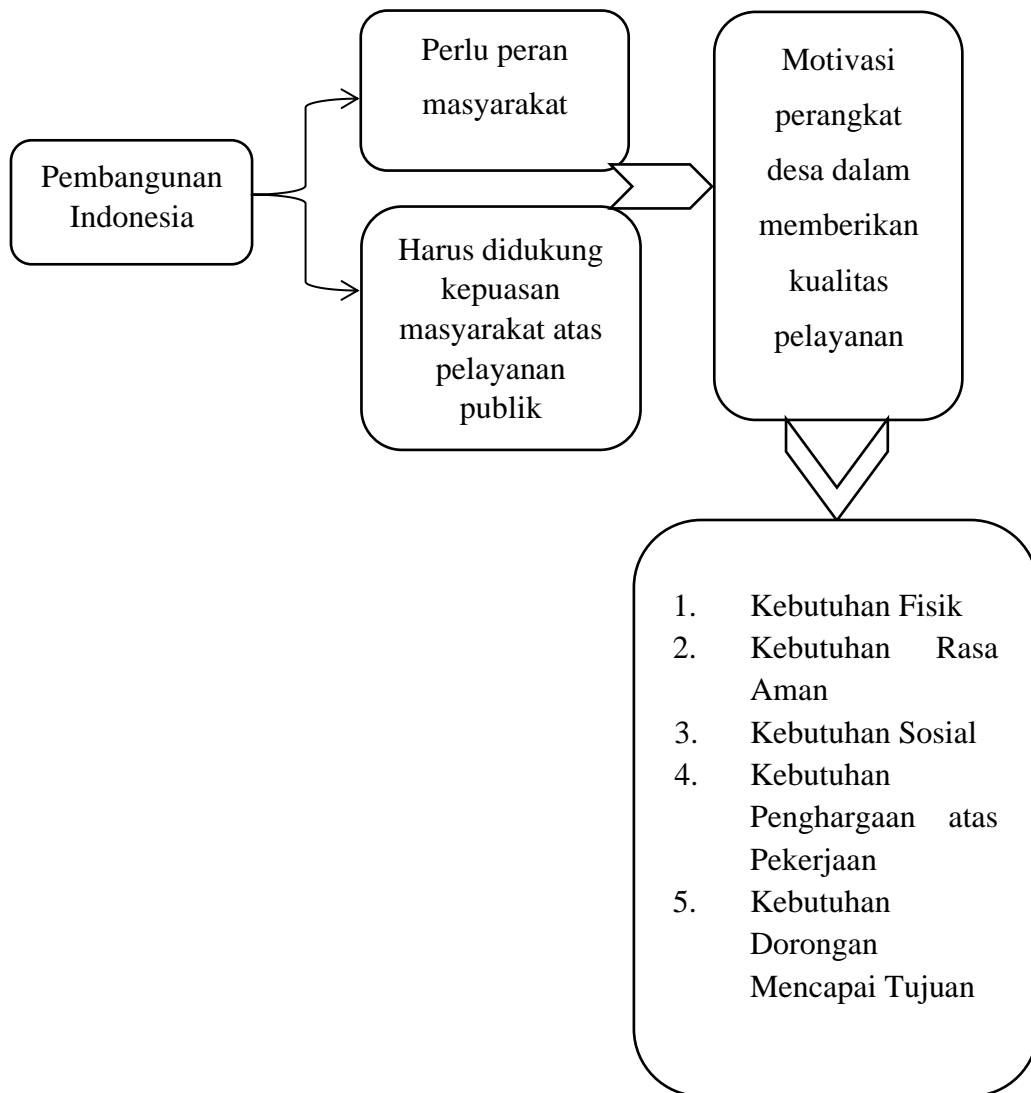 Pembangunan
Indonesia
Perlu peran
masyarakat
Harus didukung
kepuasan
masyarakat atas
pelayanan
publik
Motivasi
perangkat
desa dalam
memberikan
kualitas
pelayanan
1. Kebutuhan Fisik
2. Kebutuhan Rasa
Aman
3. Kebutuhan Sosial
4. Kebutuhan
Penghargaan atas
Pekerjaan
5. Kebutuhan
Dorongan
Mencapai Tujuan